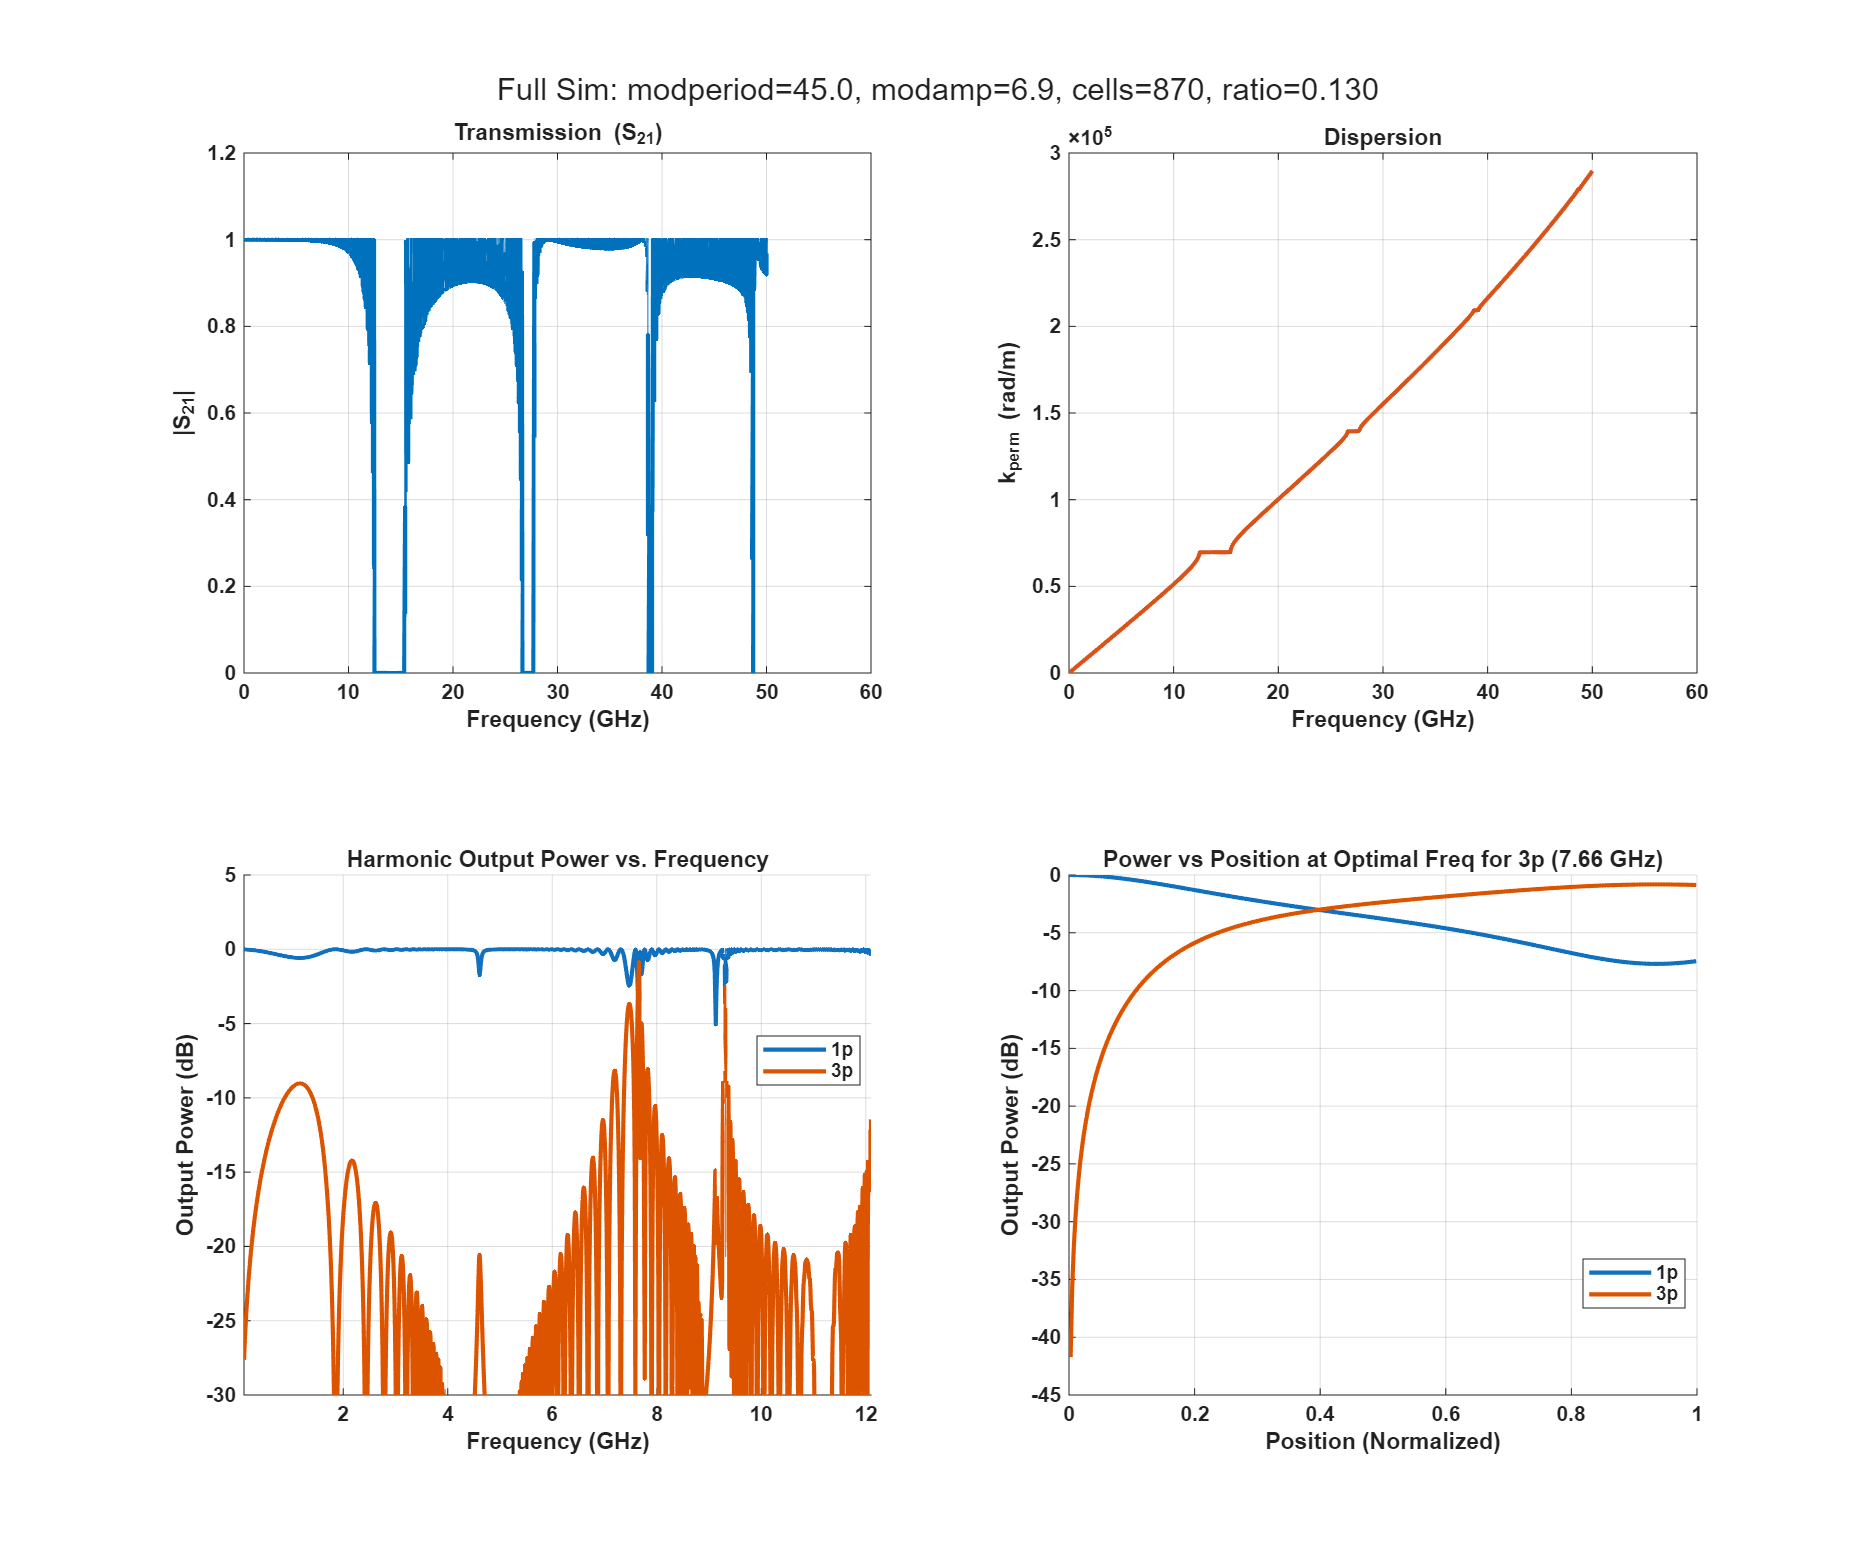 Full Sim: modperiod=45.0, modamp=6.9, cells=870, ratio=0.130
Transmission (S21)
1.2
1
0.8
0.6
0.4
0.2
0
|S21|
0 10 20 30 40 50 60
Frequency (GHz)
×10^5
Dispersion
3
2.5
2
1.5
1
0.5
0
kperm (rad/m)
0 10 20 30 40 50 60
Frequency (GHz)
Harmonic Output Power vs. Frequency
5
0
-5
-10
-15
-20
-25
-30
Output Power (dB)
1p
3p
2 4 6 8 10 12
Frequency (GHz)
Power vs Position at Optimal Freq for 3p (7.66 GHz)
0
-5
-10
-15
-20
-25
-30
-35
-40
-45
Output Power (dB)
1p
3p
0 0.2 0.4 0.6 0.8 1
Position (Normalized)